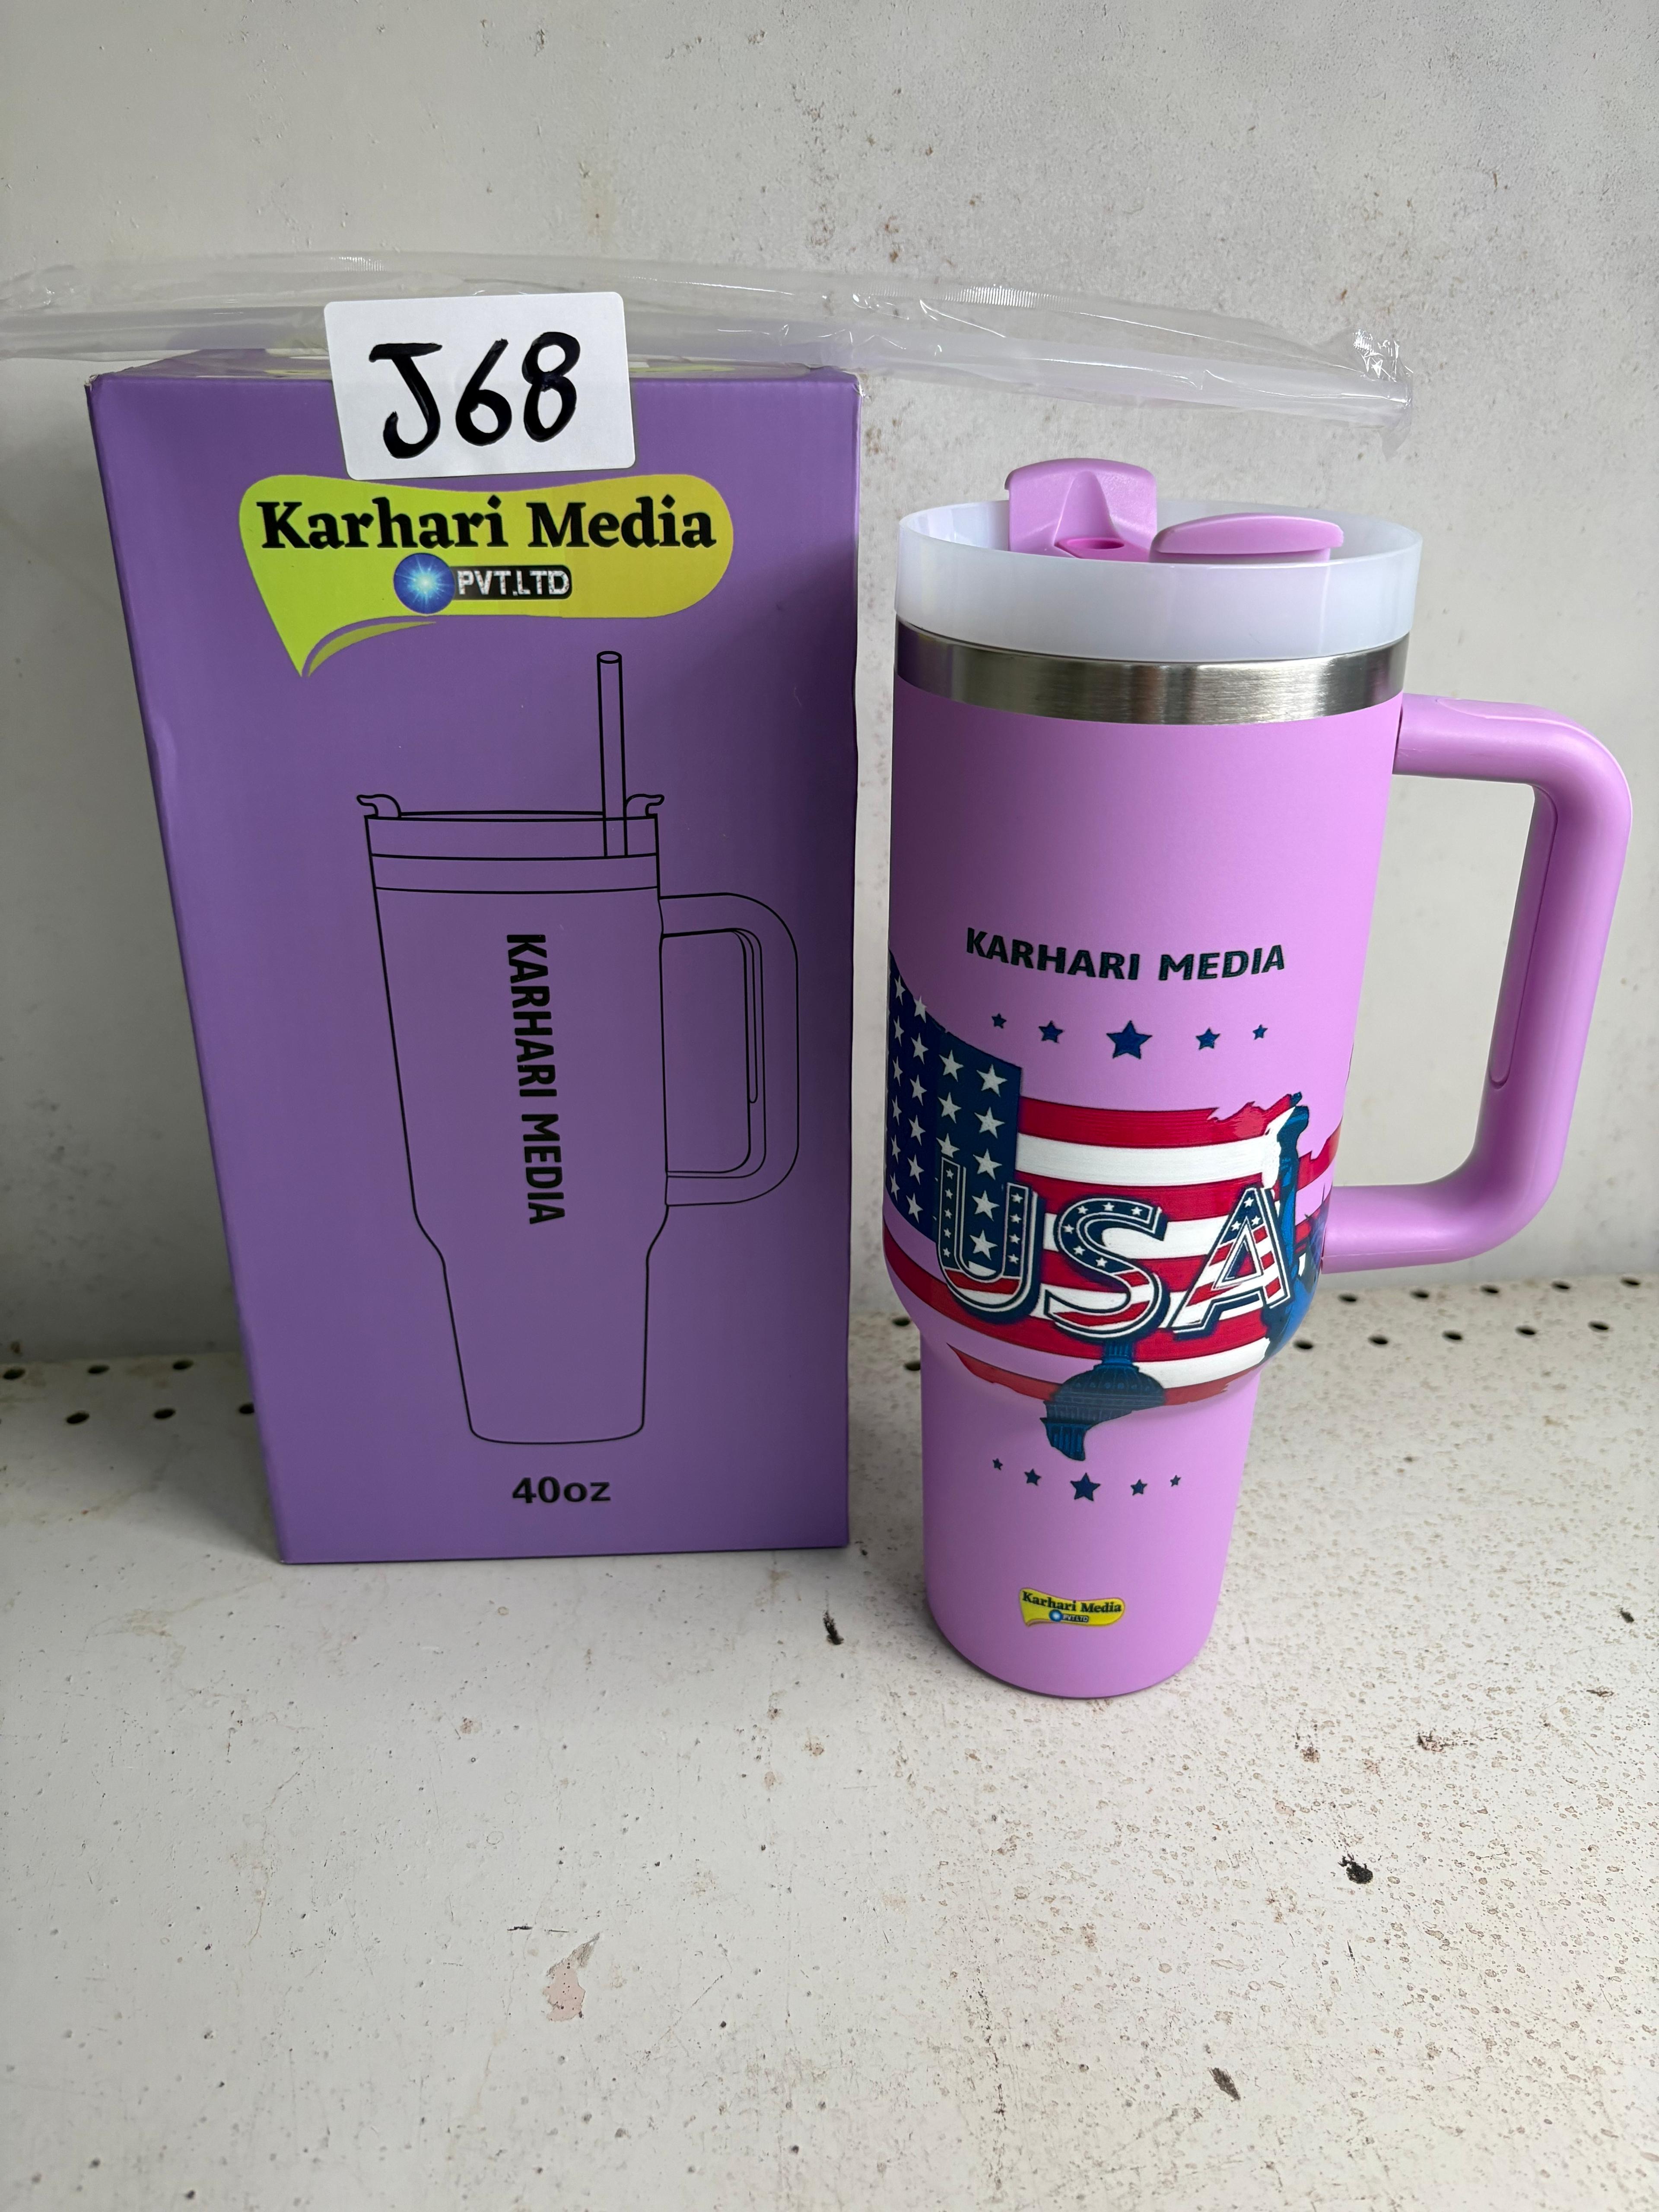 J68
Karhari Media
PVT.LTD
KARHARI MEDIA
40oz
KARHARI MEDIA
USA
Karhari Media
PVT.LTD